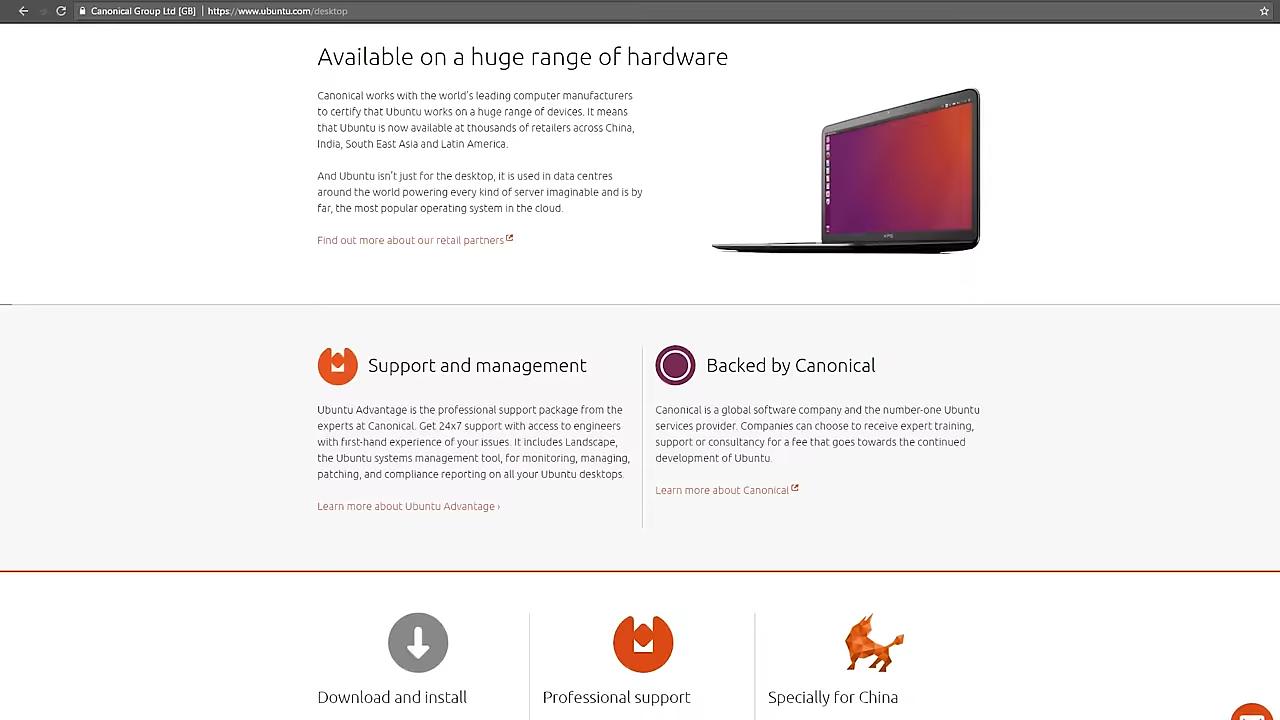 Canonical Group Ltd [GB] | https://www.ubuntu.com/desktop
Available on a huge range of hardware
Canonical works with the world's leading computer manufacturers
to certify that Ubuntu works on a huge range of devices. It means
that Ubuntu is now available at thousands of retailers across China,
India, South East Asia and Latin America.
And Ubuntu isn't just for the desktop, it is used in data centres
around the world powering every kind of server imaginable and is by
far, the most popular operating system in the cloud.
Find out more about our retail partners
XPS
Support and management
Ubuntu Advantage is the professional support package from the
experts at Canonical. Get 24x7 support with access to engineers
with first-hand experience of your issues. It includes Landscape,
the Ubuntu systems management tool, for monitoring, managing,
patching, and compliance reporting on all your Ubuntu desktops.
Learn more about Ubuntu Advantage ›
Backed by Canonical
Canonical is a global software company and the number-one Ubuntu
services provider. Companies can choose to receive expert training,
support or consultancy for a fee that goes towards the continued
development of Ubuntu.
Learn more about Canonical
Download and install
Professional support
Specially for China